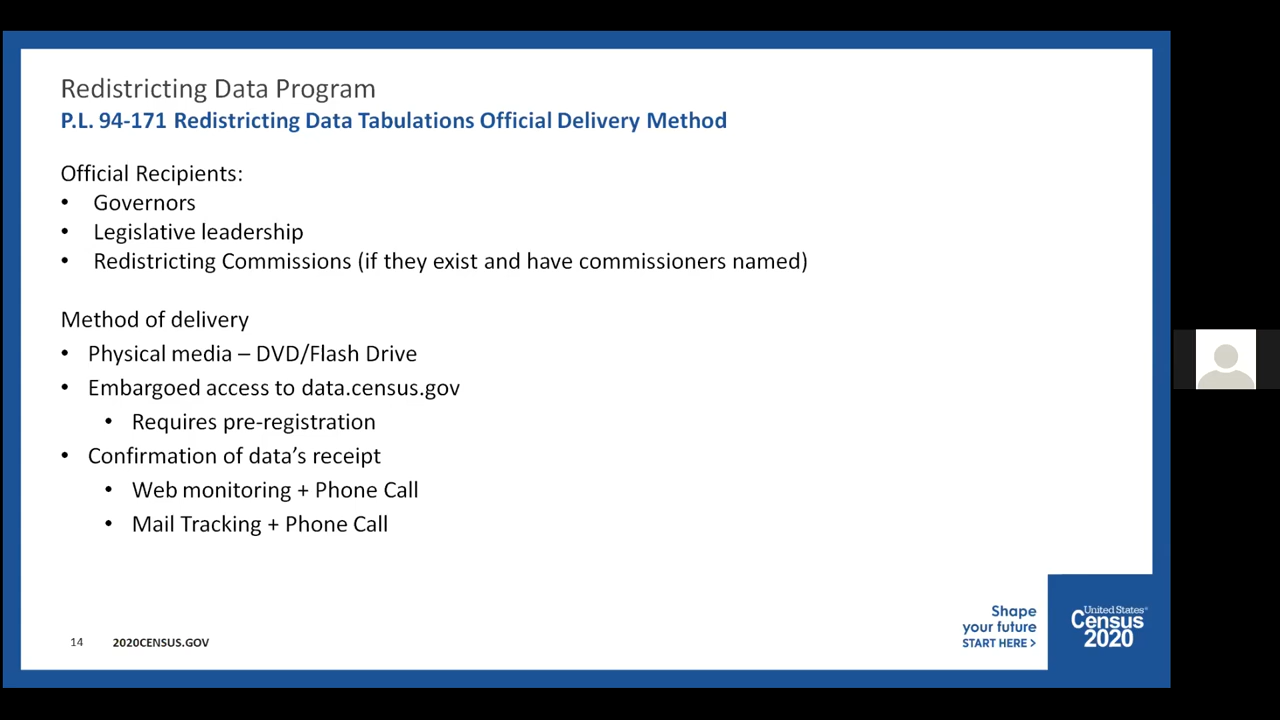 Redistricting Data Program
P.L. 94-171 Redistricting Data Tabulations Official Delivery Method
Official Recipients:
• Governors
• Legislative leadership
• Redistricting Commissions (if they exist and have commissioners named)
Method of delivery
• Physical media – DVD/Flash Drive
• Embargoed access to data.census.gov
• Requires pre-registration
• Confirmation of data’s receipt
• Web monitoring + Phone Call
• Mail Tracking + Phone Call
14 2020CENSUS.GOV
Shape
your future
START HERE >
United States®
Census
2020